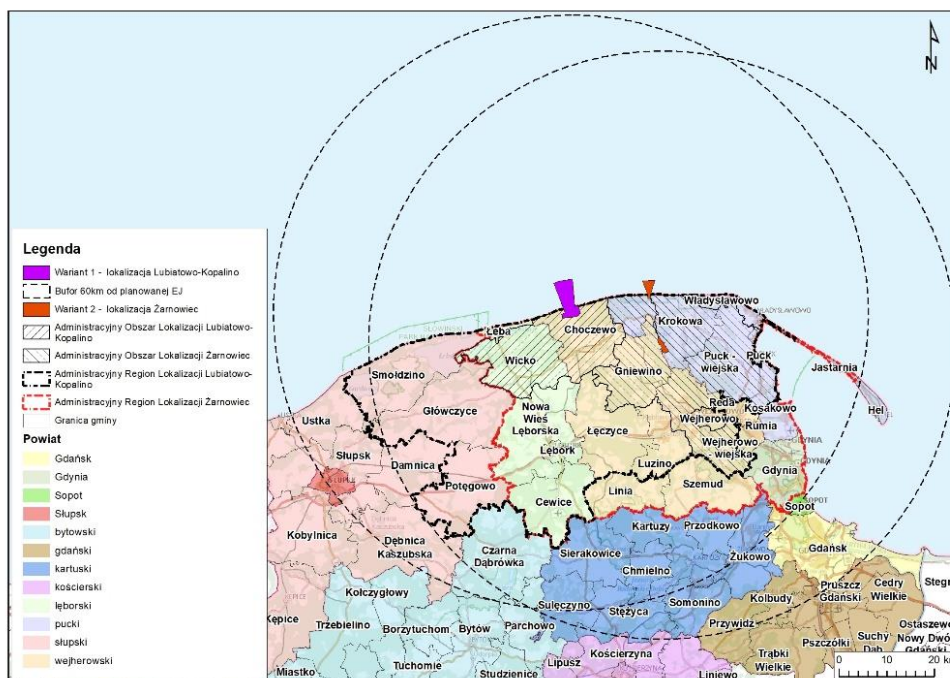 N
Legenda
Wariant 1 - lokalizacja Lubiatowo-Kopalino
Bufor 60km od planowanej EJ
Wariant 2 - lokalizacja Żarnowiec
Administracyjny Obszar Lokalizacji Lubiatowo-
Kopalino
Administracyjny Obszar Lokalizacji Żarnowiec
Administracyjny Region Lokalizacji Lubiatowo-
Kopalino
Administracyjny Region Lokalizacji Żarnowiec
Granica gminy
Powiat
Gdańsk
Gdynia
Sopot
Słupsk
bytowski
gdański
kartuski
kościerski
lęborski
pucki
słupski
wejherowski
Władysławowo
Łeba
Choczewo
Krokowa
Wicko
Puck -
wiejska
Puck
Jastarnia
Smołdzino
Gniewino
Hel
Główczyce
Nowa
Wieś
Lęborska
Reda
Kosakowo
Wejherowo
Rumia
Ustka
Łęczyce
Wejherowo
- wiejska
Słupsk
Lębork
Damnica
Luzino
Gdynia
GDYNIA
Potęgowo
Linia
Szemud
Cewice
Sopot
SOPOT
Kobylnica
Dębnica
Kaszubska
Czarna
Dąbrówka
Sierakowice
Kartuzy
Przodkowo
Gdańsk
Chmielno
Żukowo
Kołczygłowy
Pruszcz
Gdański
Cedry
Wielkie
Stegn
Kępice
Trzebielino
Borzytuchom
Bytów
Parchowo
Sulęczyno
Stężyca
Somonino
Kolbudy
Przywidz
Ostaszewo
Nowy Dwór
Gdański
Miastko
Tuchomie
Studzienice
Lipusz
Kościerzyna
Liniewo
Trąbki
Wielkie
Pszczółki
Suchy
Dąb
0 10 20 km